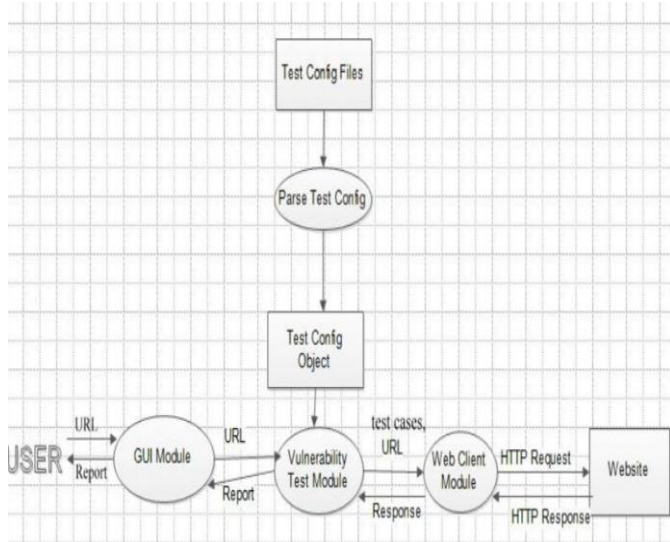 Test Config Files
Parse Test Config
Test Config
Object
URL
USER
Report
GUI Module
URL
Report
Vulnerability
Test Module
test cases,
URL
Response
Web Client
Module
HTTP Request
HTTP Response
Website